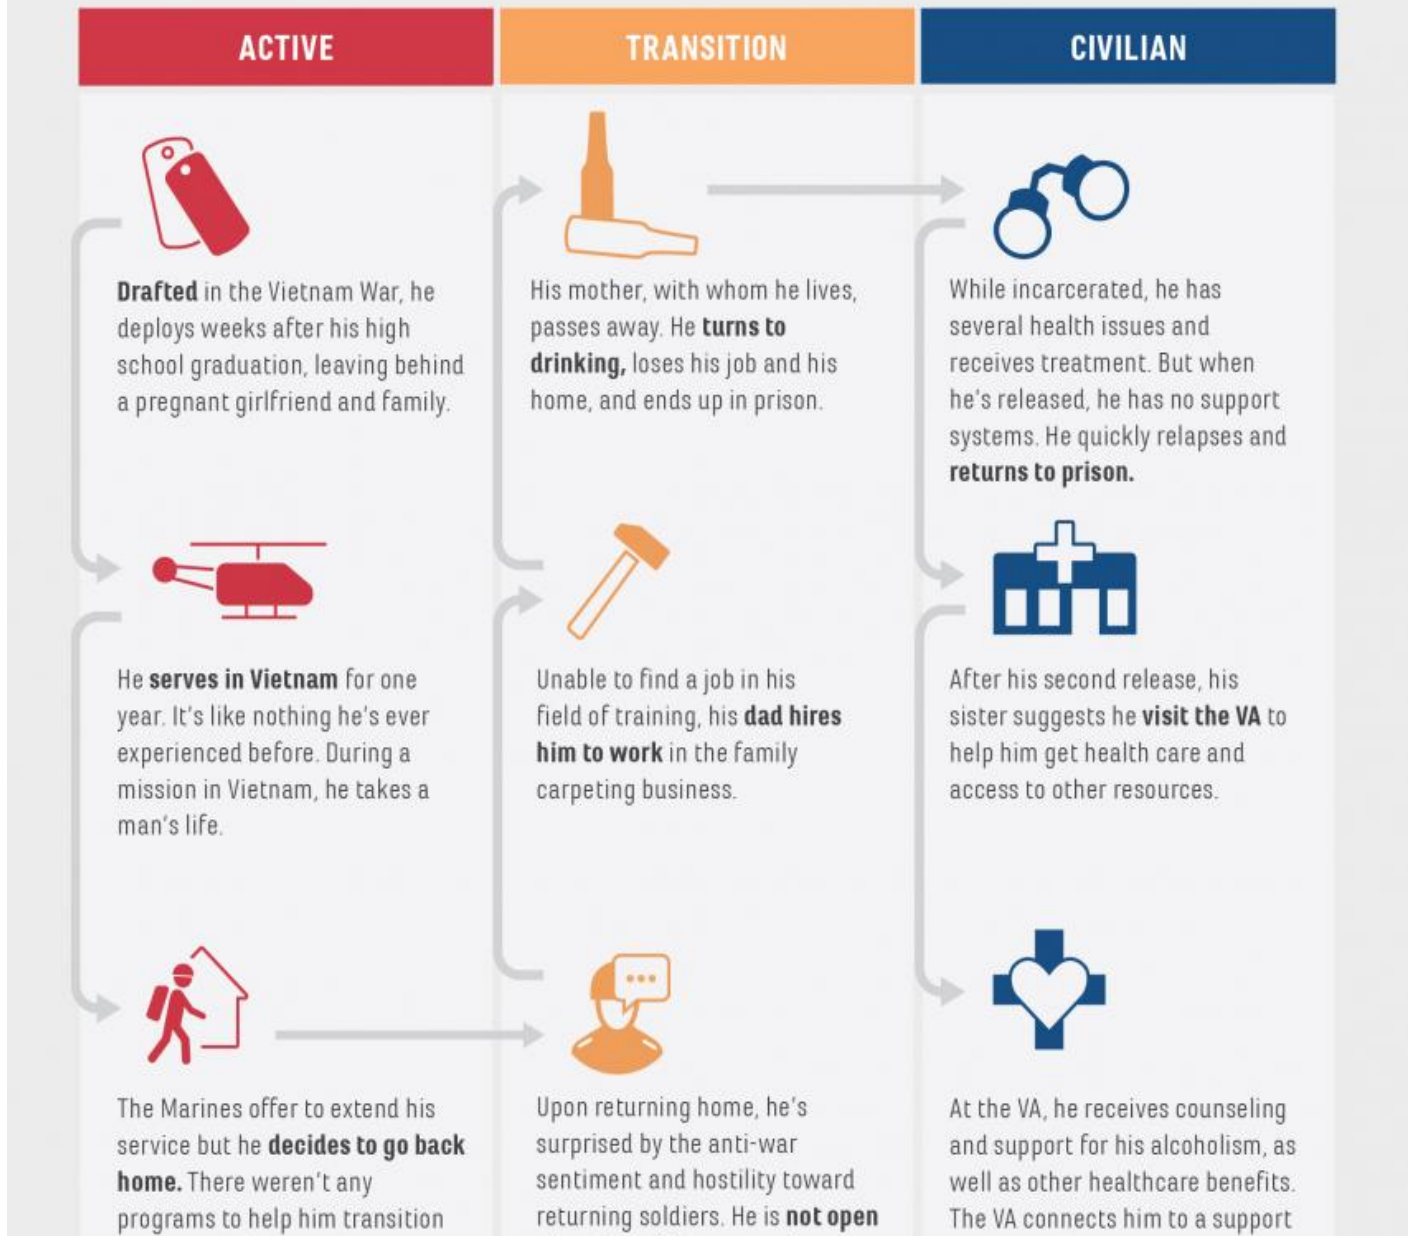 ACTIVE
TRANSITION
CIVILIAN
Drafted in the Vietnam War, he
deploys weeks after his high
school graduation, leaving behind
a pregnant girlfriend and family.
He serves in Vietnam for one
year. It's like nothing he's ever
experienced before. During a
mission in Vietnam, he takes a
man's life.
The Marines offer to extend his
service but he decides to go back
home. There weren't any
programs to help him transition
Upon returning home, he's
surprised by the anti-war
sentiment and hostility toward
returning soldiers. He is not open
Unable to find a job in his
field of training, his dad hires
him to work in the family
carpeting business.
His mother, with whom he lives,
passes away. He turns to
drinking, loses his job and his
home, and ends up in prison.
While incarcerated, he has
several health issues and
receives treatment. But when
he's released, he has no support
systems. He quickly relapses and
returns to prison.
After his second release, his
sister suggests he visit the VA to
help him get health care and
access to other resources.
At the VA, he receives counseling
and support for his alcoholism, as
well as other healthcare benefits.
The VA connects him to a support